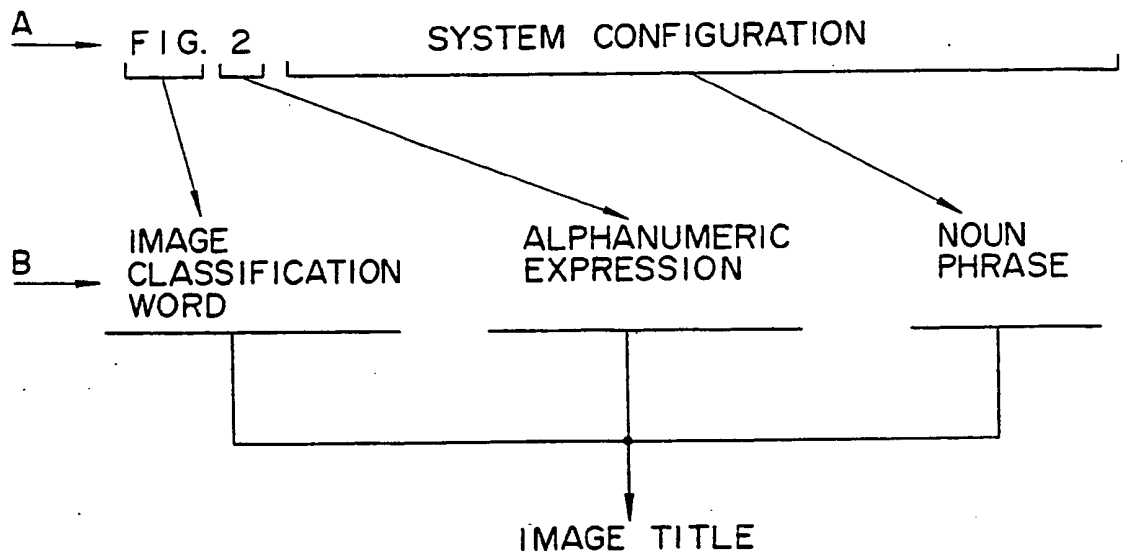 A
FIG. 2 SYSTEM CONFIGURATION
B
IMAGE
CLASSIFICATION
WORD
ALPHANUMERIC
EXPRESSION
NOUN
PHRASE
IMAGE TITLE